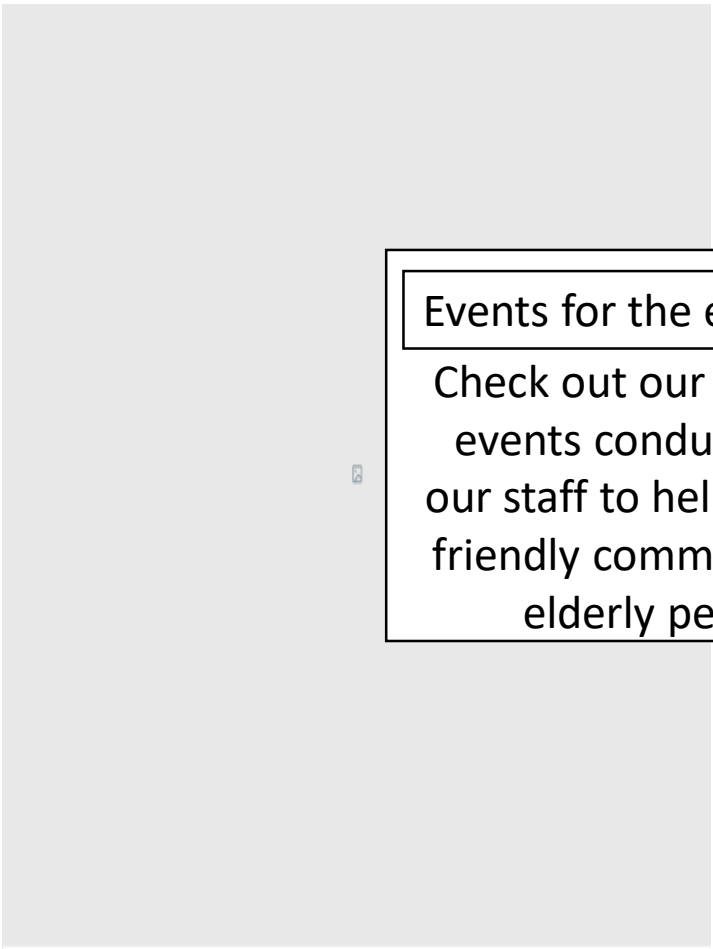 Events for the e
Check out our
events condu
our staff to hel
friendly comm
elderly pe